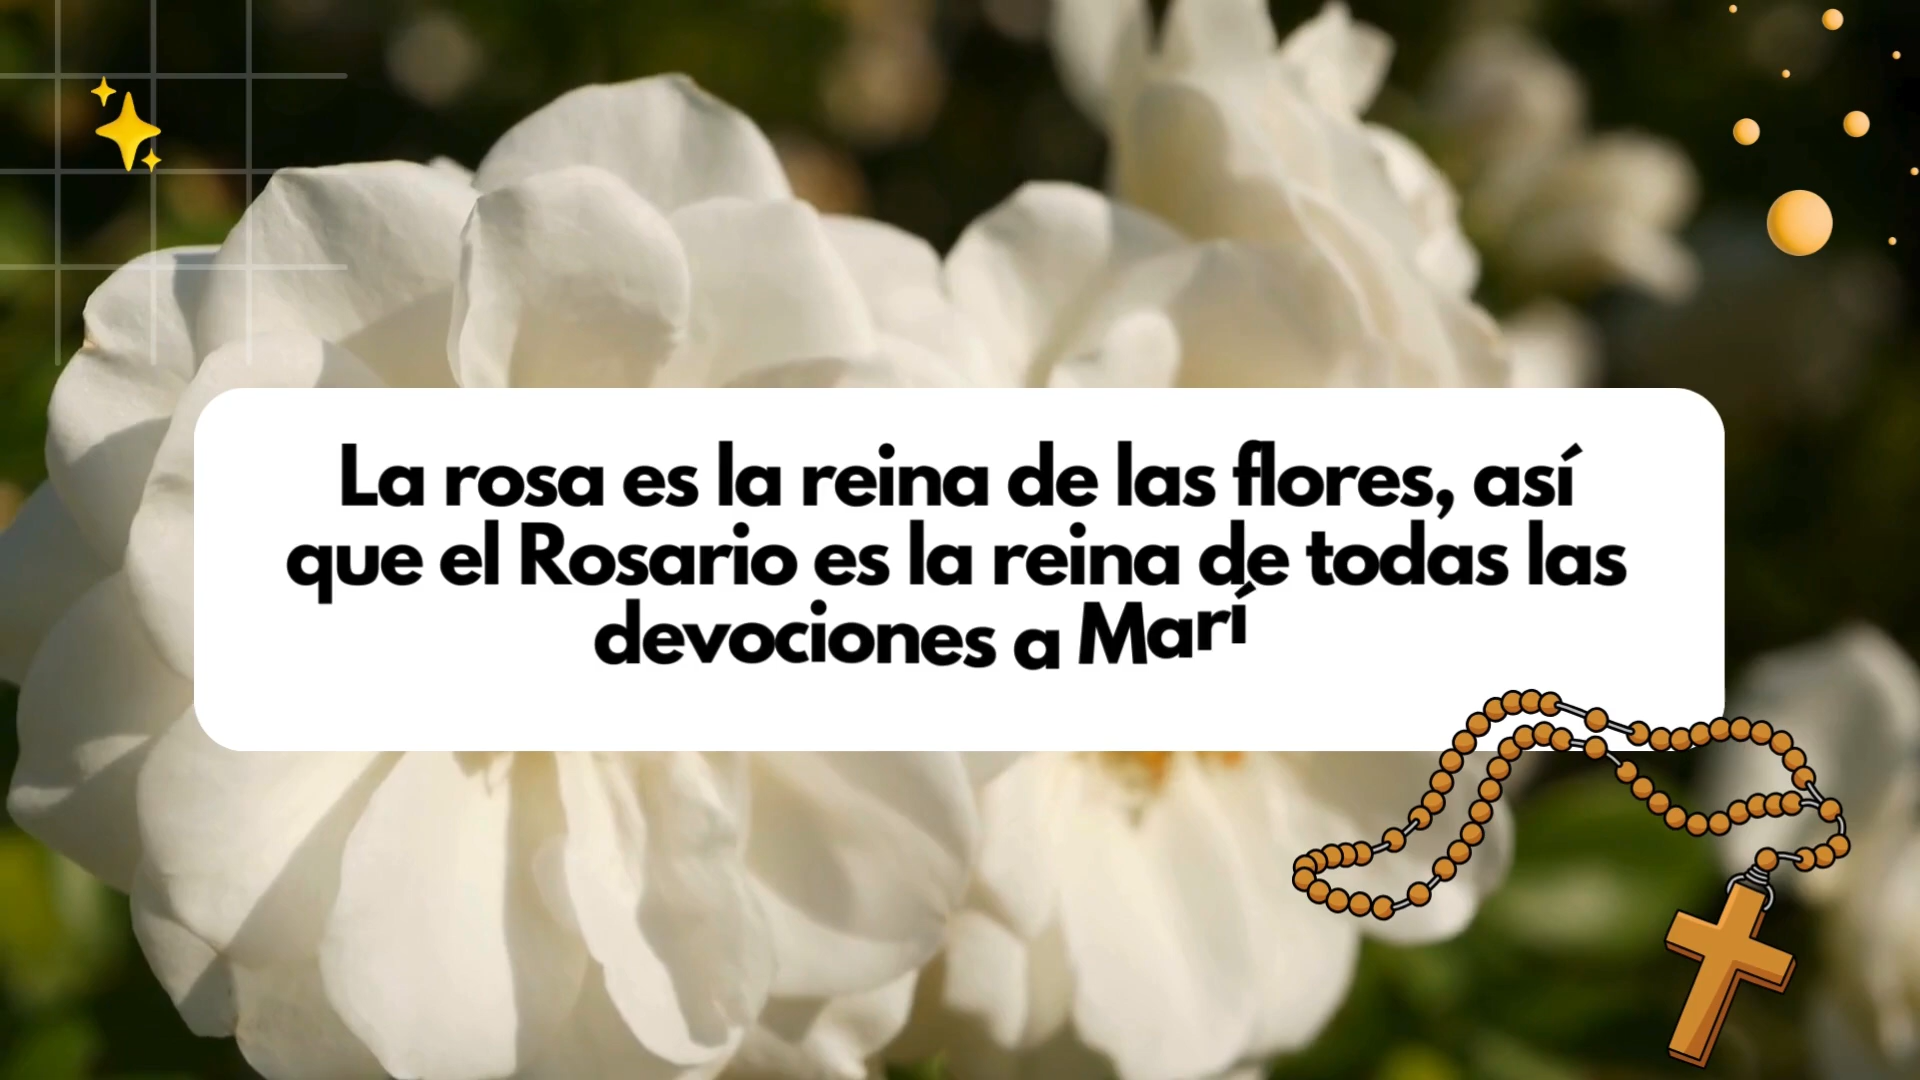 La rosa es la reina de las flores, así
que el Rosario es la reina de todas las
devociones a Marí